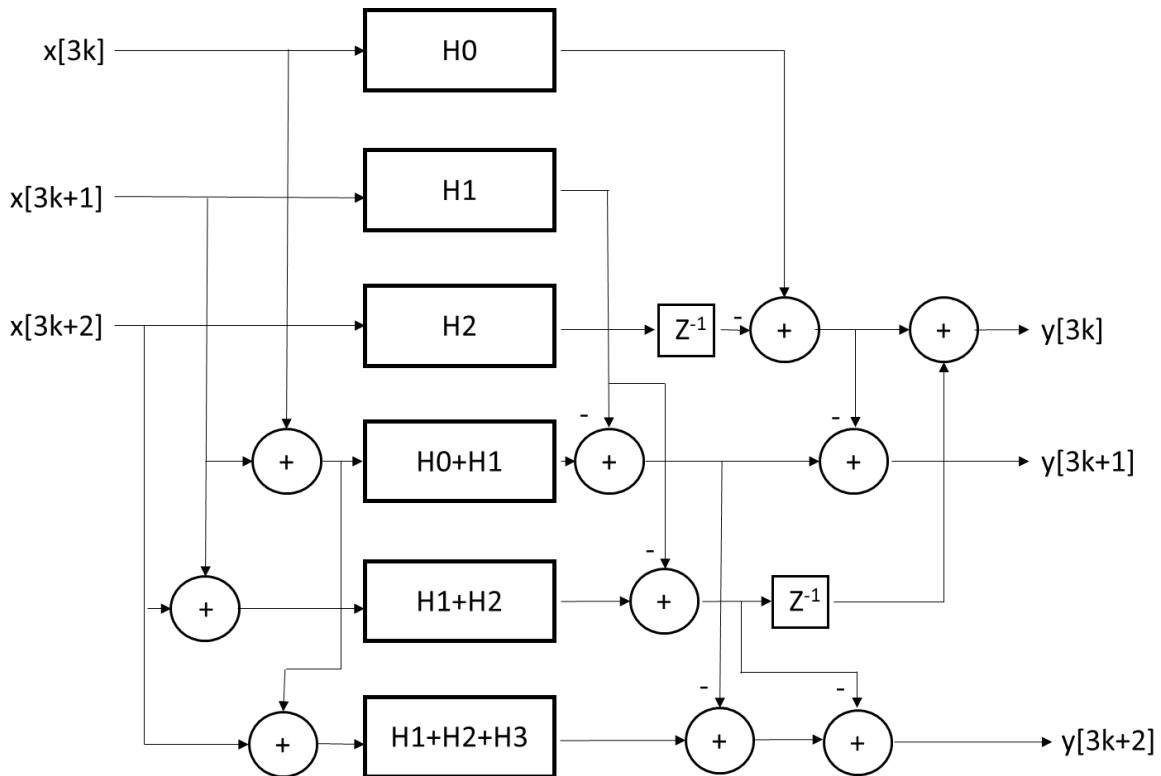 x[3k]
H0
x[3k+1]
H1
x[3k+2]
H2
Z-1
-
+
+
y[3k]
-
-
+
H0+H1
+
+
y[3k+1]
-
+
H1+H2
+
Z-1
-
-
+
H1+H2+H3
+
+
y[3k+2]